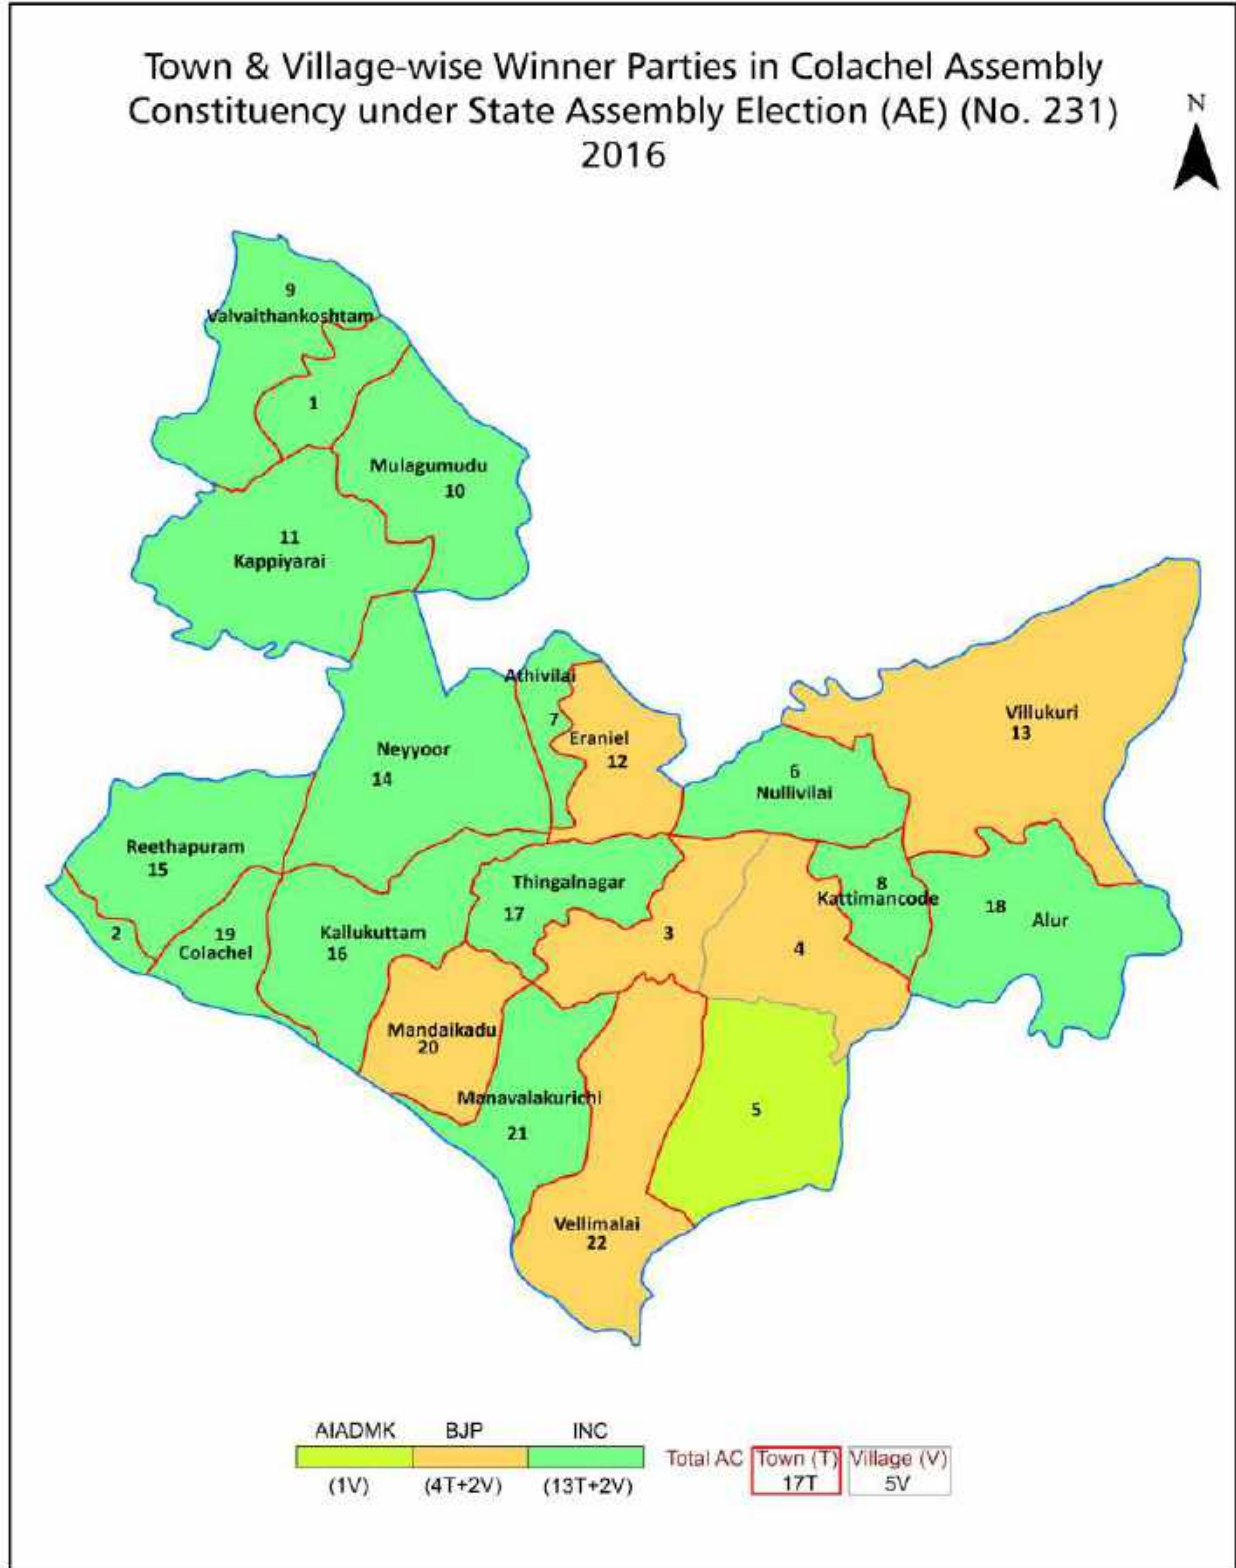 Town & Village-wise Winner Parties in Colachel Assembly
Constituency under State Assembly Election (AE) (No. 231)
2016
N
9
Valvaithankoshtam
1
Mulagumudu
10
11
Kappiyarai
Athivilai
7
Eraniel
12
Villukuri
13
Neyyoor
14
6
Nullivilai
Reethapuram
15
Thingalnagar
17
8
Kattimancode
18 Alur
2
19
Colachel
Kallukuttam
16
3
4
Mandaikadu
20
Manavalakurichi
21
5
Vellimalai
22
AIADMK BJP INC
(1V) (4T+2V) (13T+2V)
Total AC Town (T) Village (V)
17T 5V